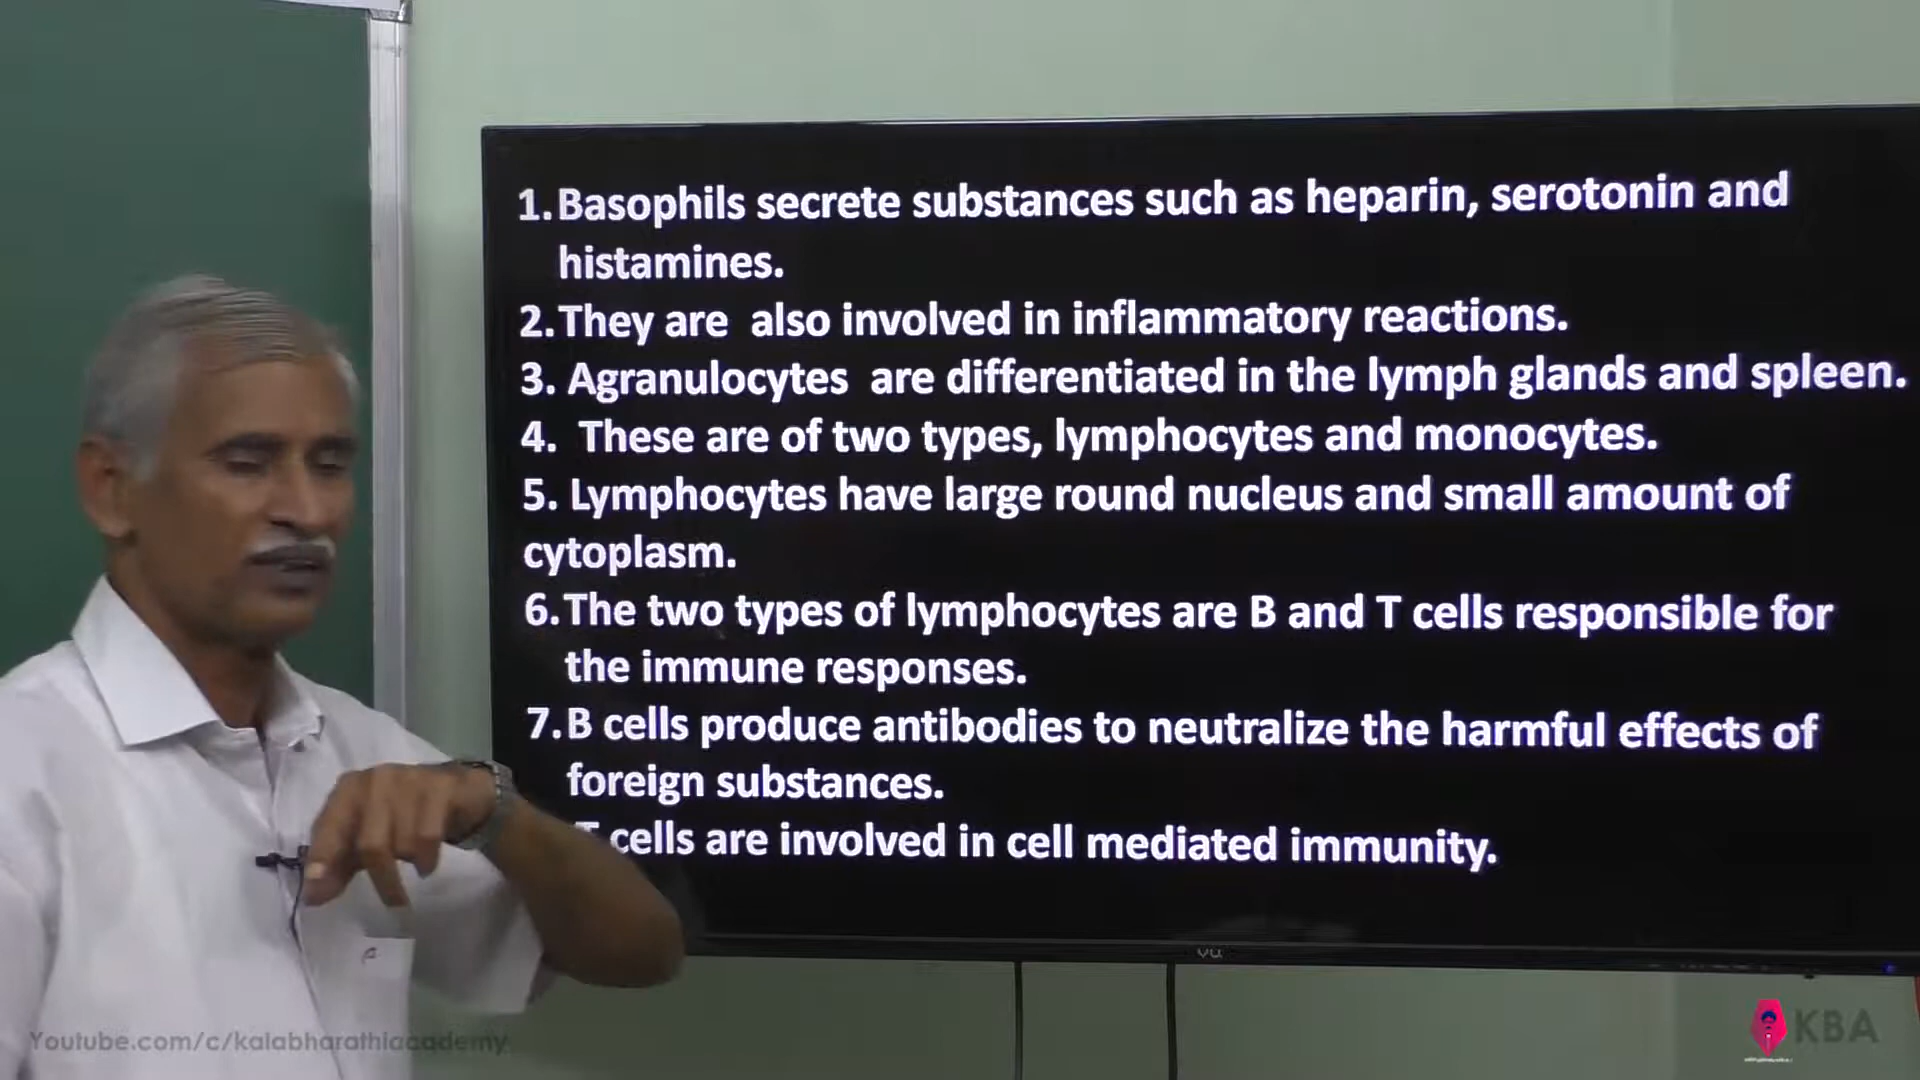 1. Basophils secrete substances such as heparin, serotonin and
histamines.
2. They are also involved in inflammatory reactions.
3. Agranulocytes are differentiated in the lymph glands and spleen.
4. These are of two types, lymphocytes and monocytes.
5. Lymphocytes have large round nucleus and small amount of
cytoplasm.
6. The two types of lymphocytes are B and T cells responsible for
the immune responses.
7. B cells produce antibodies to neutralize the harmful effects of
foreign substances.
T cells are involved in cell mediated immunity.
vu
Youtube.com/c/kalabharathiacademy
KBA